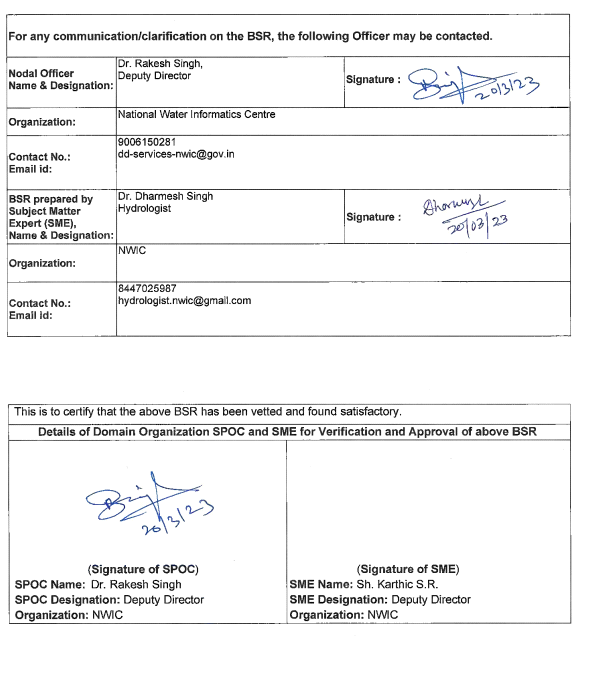 For any communication/clarification on the BSR, the following Officer may be contacted.
Nodal Officer
Name & Designation:
Dr. Rakesh Singh,
Deputy Director
Signature :
20/3/23
Organization:
National Water Informatics Centre
Contact No.:
Email id:
9006150281
dd-services-nwic@gov.in
BSR prepared by
Subject Matter
Expert (SME),
Name & Designation:
Dr. Dharmesh Singh
Hydrologist
Signature :
20/03/23
Organization:
NWIC
Contact No.:
Email id:
8447025987
hydrologist.nwic@gmail.com
This is to certify that the above BSR has been vetted and found satisfactory.
Details of Domain Organization SPOC and SME for Verification and Approval of above BSR
20/3/23
(Signature of SPOC)
SPOC Name: Dr. Rakesh Singh
SPOC Designation: Deputy Director
Organization: NWIC
(Signature of SME)
SME Name: Sh. Karthic S.R.
SME Designation: Deputy Director
Organization: NWIC